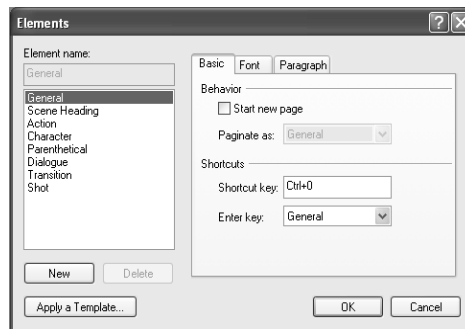 Elements
Element name:
General
General
Scene Heading
Action
Character
Parenthetical
Dialogue
Transition
Shot
New
Delete
Apply a Template...
Basic
Font
Paragraph
Behavior
Start new page
Paginate as: General
Shortcuts
Shortcut key: Ctrl+0
Enter key: General
OK
Cancel